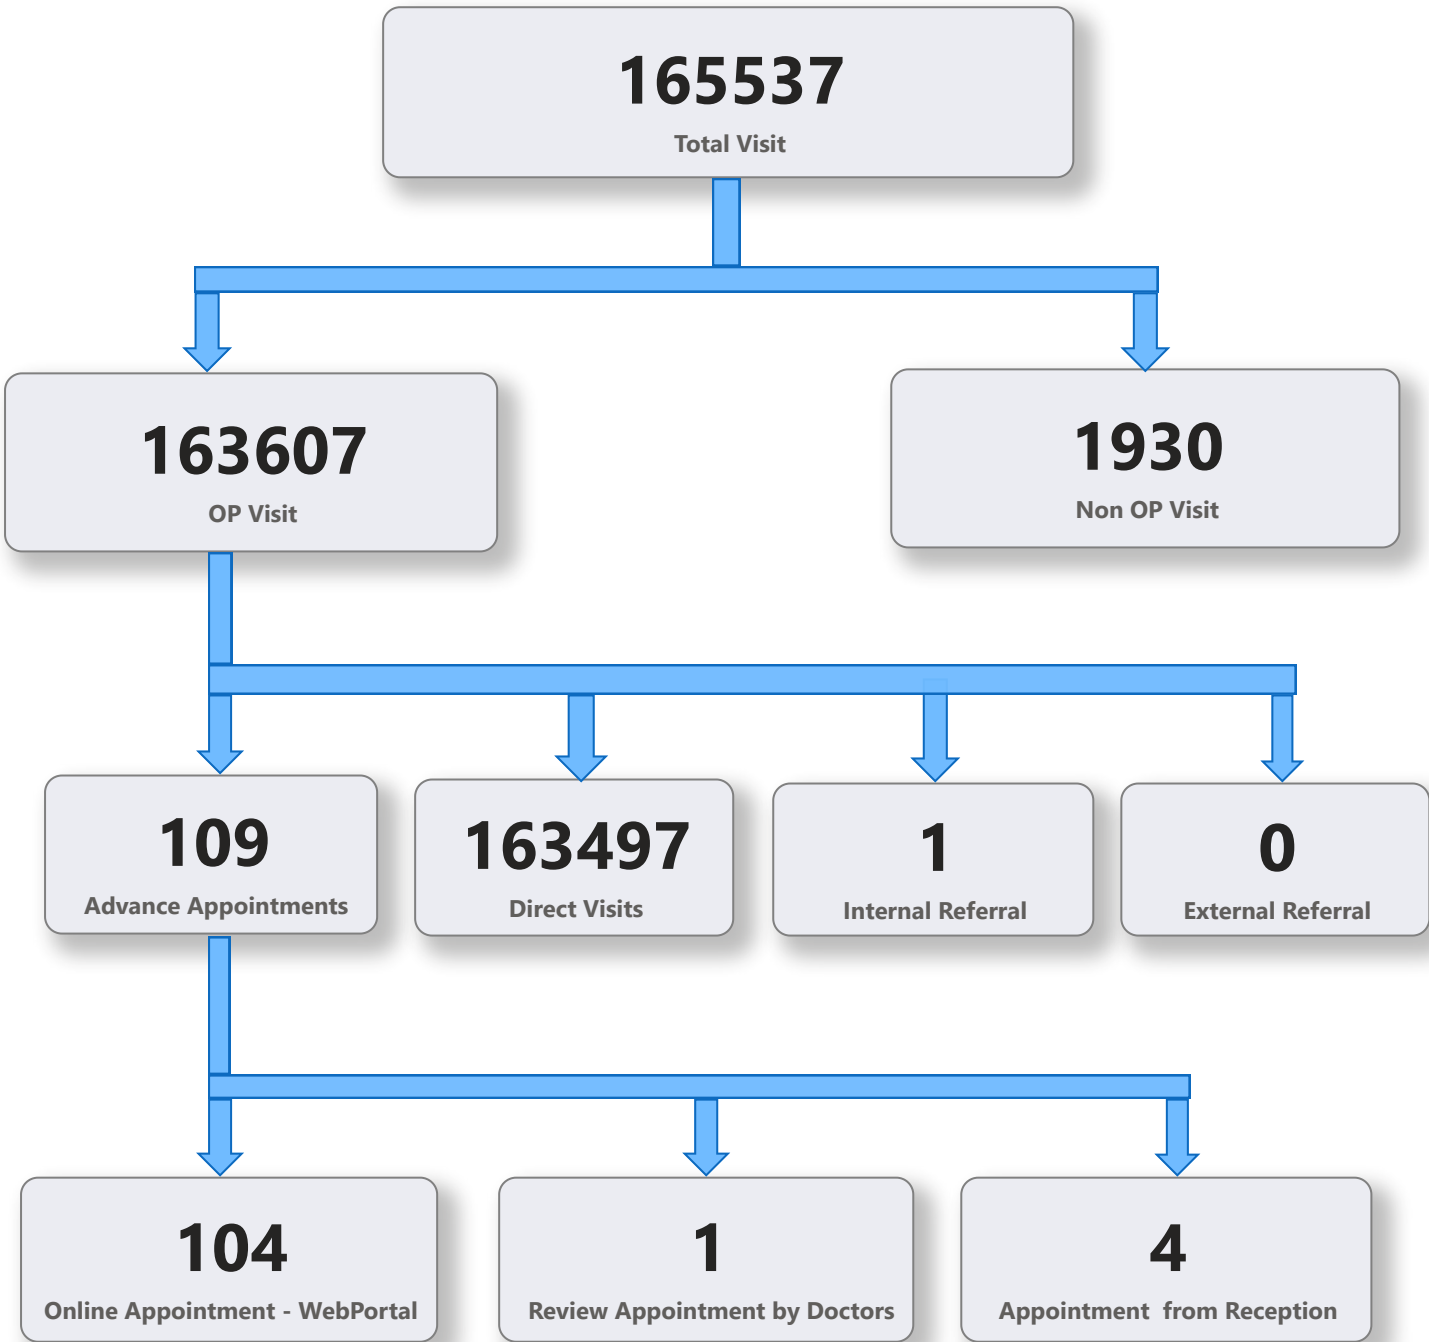 165537
Total Visit
163607
OP Visit
1930
Non OP Visit
109
Advance Appointments
163497
Direct Visits
1
Internal Referral
0
External Referral
104
Online Appointment - WebPortal
1
Review Appointment by Doctors
4
Appointment  from Reception